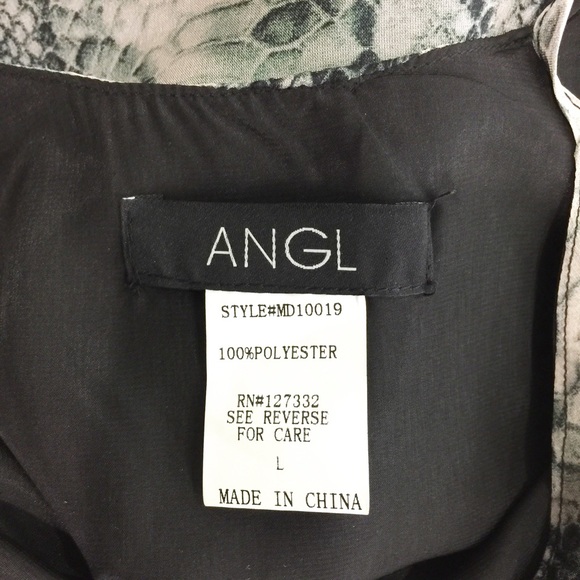 ANGL
STYLE#MD10019
100%POLYESTER
RN#127332
SEE REVERSE
FOR CARE
L
MADE IN CHINA